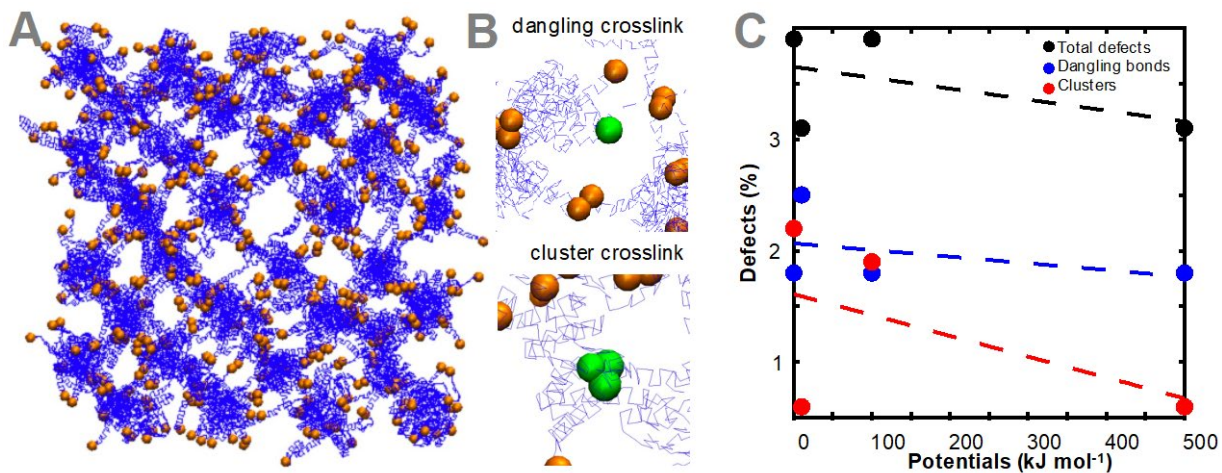 A
B
dangling crosslink
cluster crosslink
C
Total defects
Dangling bonds
Clusters
3
2
1
Defects (%)
0 100 200 300 400 500
Potentials (kJ mol⁻¹)